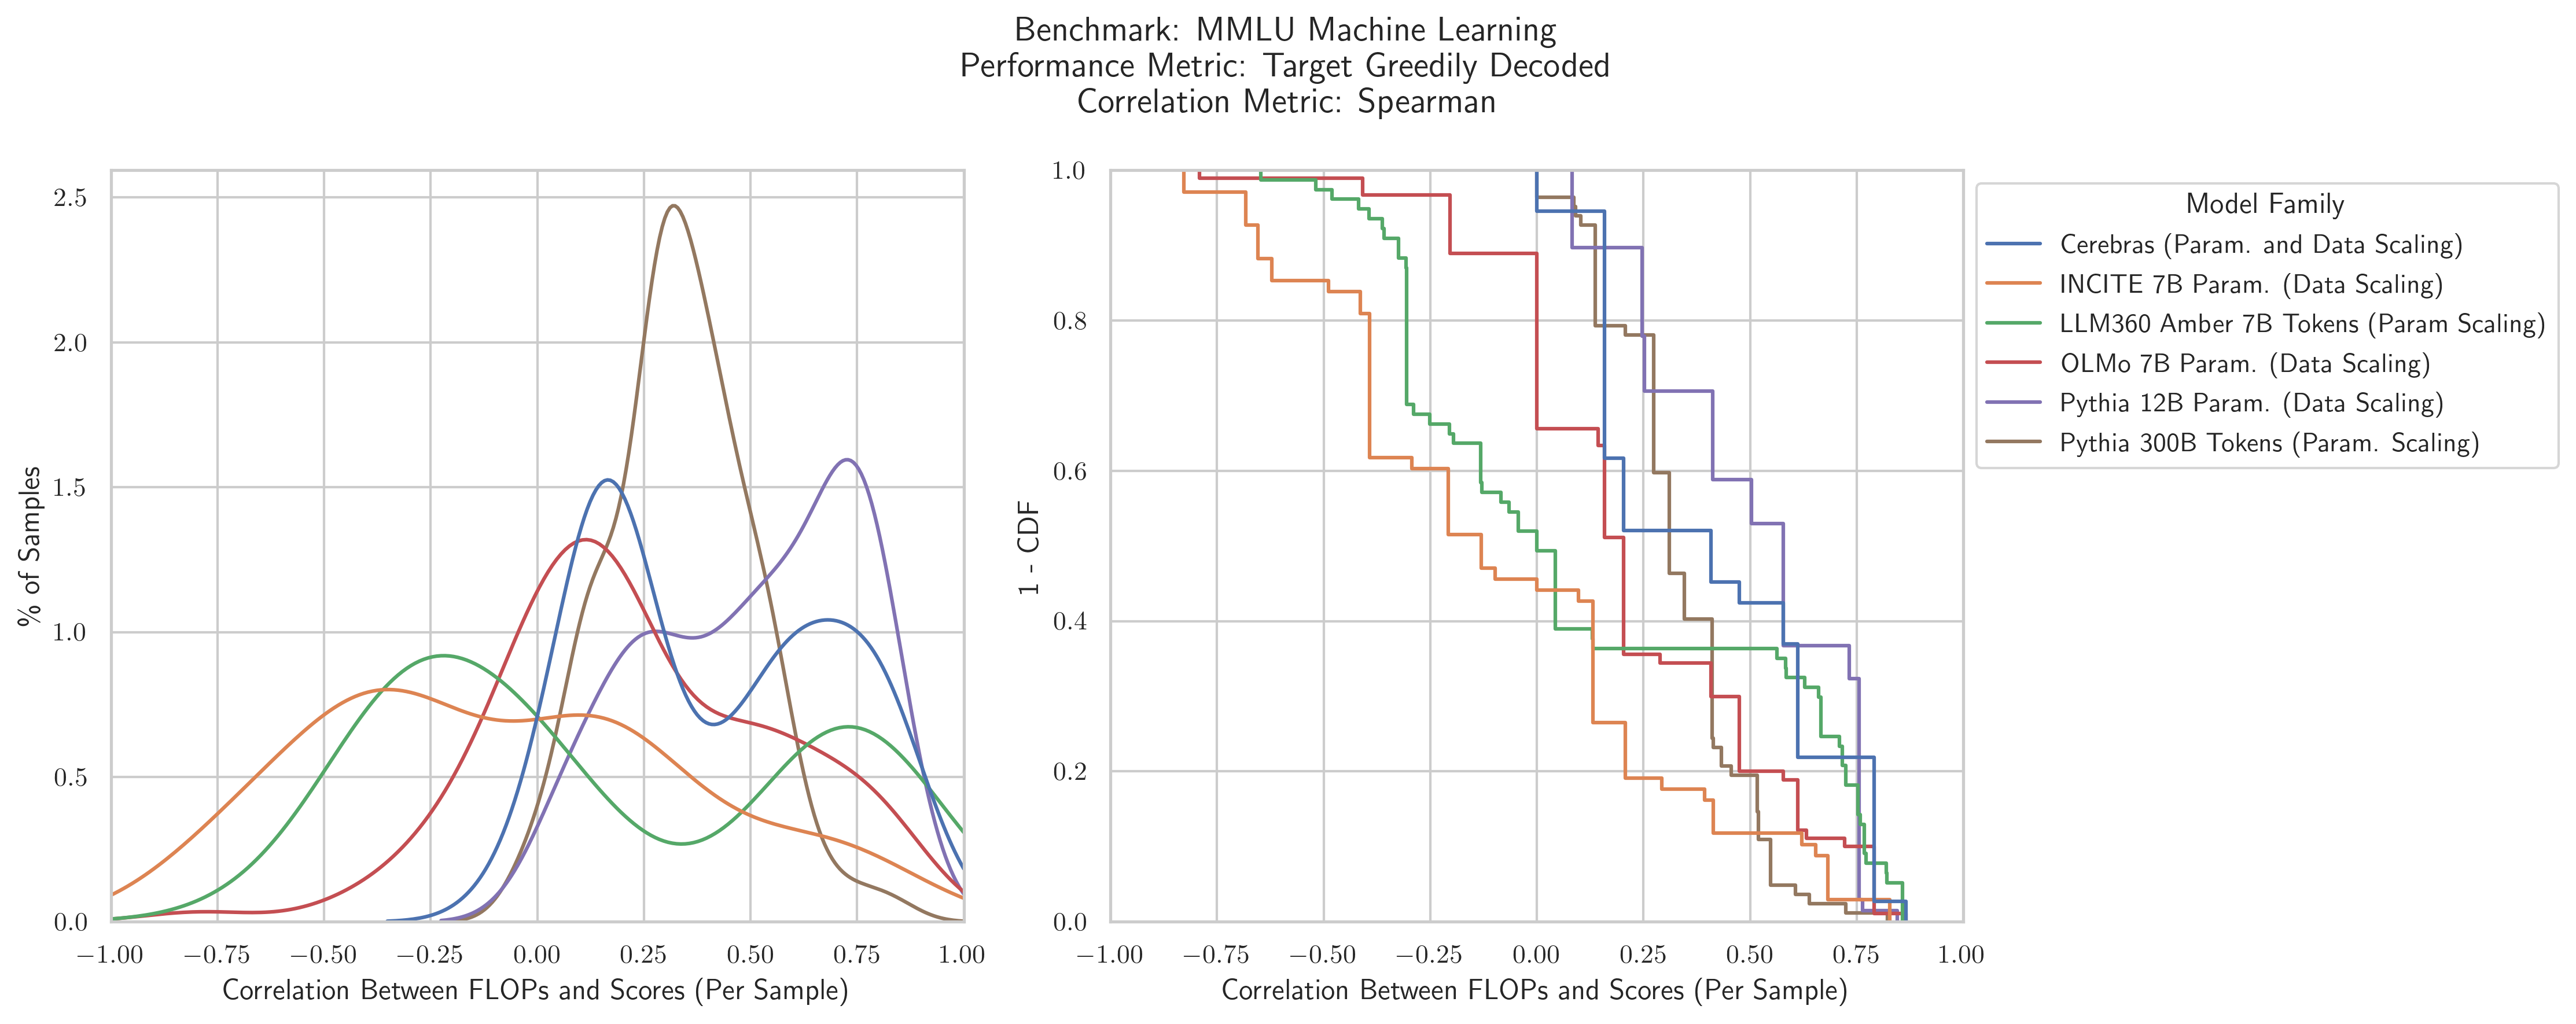 Benchmark: MMLU Machine Learning
Performance Metric: Target Greedily Decoded
Correlation Metric: Spearman
% of Samples
2.5
2.0
1.5
1.0
0.5
0.0
−1.00 −0.75 −0.50 −0.25 0.00 0.25 0.50 0.75 1.00
Correlation Between FLOPs and Scores (Per Sample)
1 - CDF
1.0
0.8
0.6
0.4
0.2
0.0
−1.00 −0.75 −0.50 −0.25 0.00 0.25 0.50 0.75 1.00
Correlation Between FLOPs and Scores (Per Sample)
Model Family
Cerebras (Param. and Data Scaling)
INCITE 7B Param. (Data Scaling)
LLM360 Amber 7B Tokens (Param Scaling)
OLMo 7B Param. (Data Scaling)
Pythia 12B Param. (Data Scaling)
Pythia 300B Tokens (Param. Scaling)